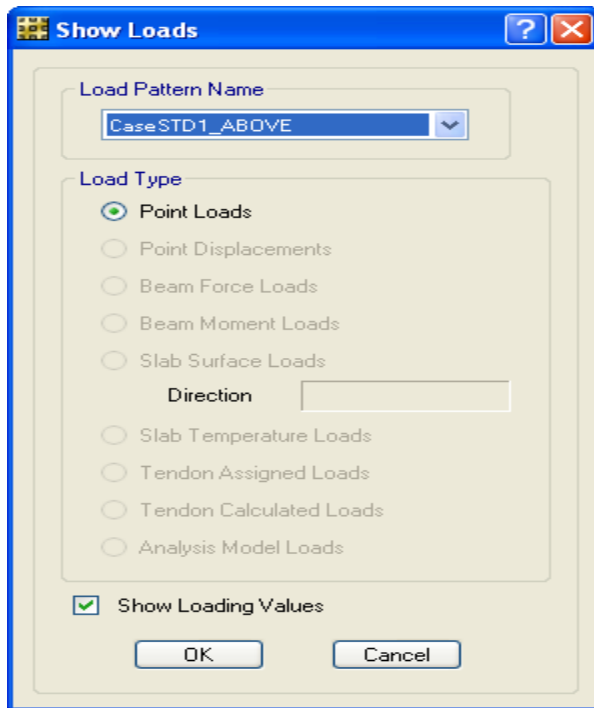 Show Loads
?
Load Pattern Name
CaseSTD1_ABOVE
Load Type
Point Loads
Point Displacements
Beam Force Loads
Beam Moment Loads
Slab Surface Loads
Direction
Slab Temperature Loads
Tendon Assigned Loads
Tendon Calculated Loads
Analysis Model Loads
Show Loading Values
OK Cancel